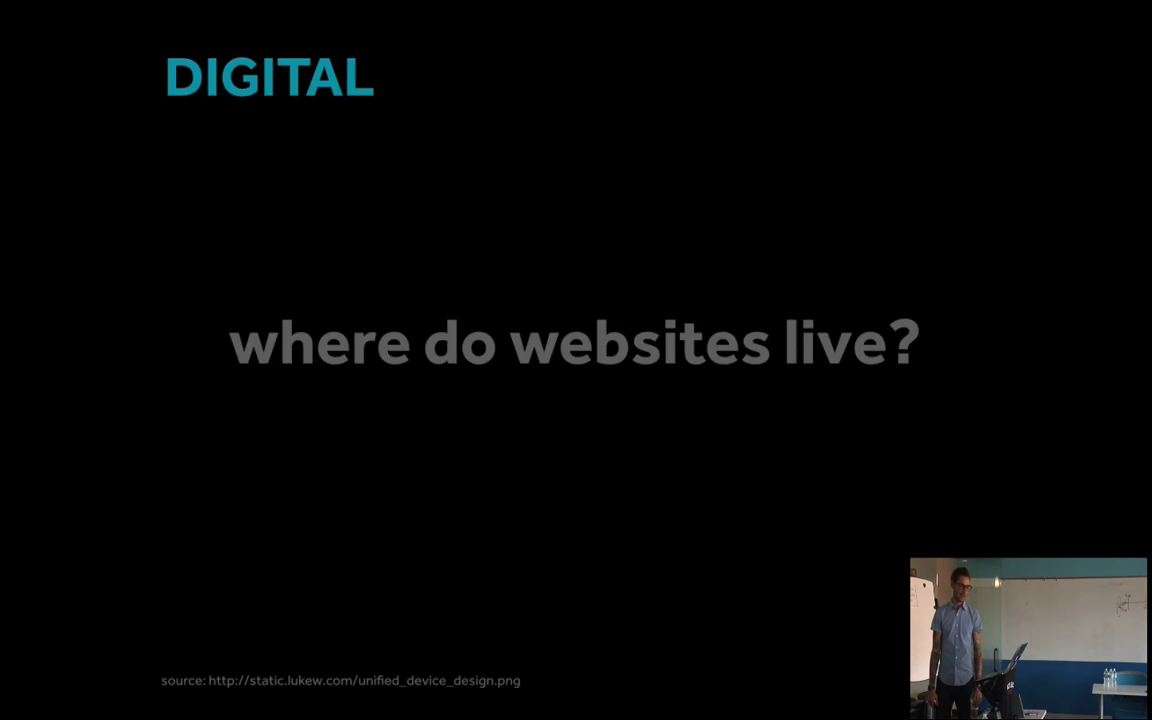 DIGITAL
where do websites live?
source: http://static.lukew.com/unified_device_design.png